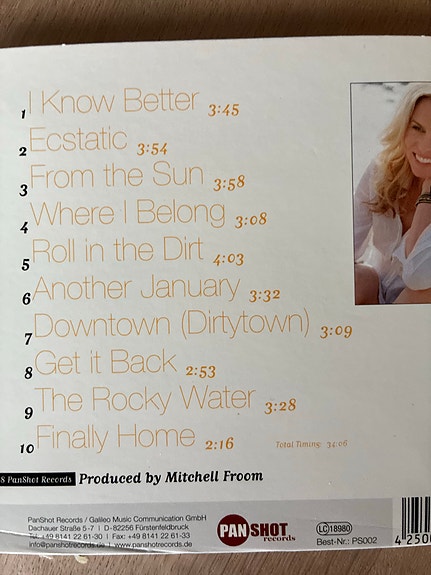 1 I Know Better 3:45
2 Ecstatic 3:54
3 From the Sun 3:58
4 Where I Belong 3:08
5 Roll in the Dirt 4:03
6 Another January 3:32
7 Downtown (Dirtytown) 3:09
8 Get it Back 2:53
9 The Rocky Water 3:28
10 Finally Home 2:16
Total Timing: 34:06
8 PanShot Records Produced by Mitchell Froom
PanShot Records / Galileo Music Communication GmbH
Dachauer Straße 5-7 I D-82256 Fürstenfeldbruck
Tel: +49 8141 22 61-30 I Fax: +49 8141 22 61-33
info@panshotrecords.de I www.panshotrecords.de
PAN SHOT
records
LC 18980
Best-Nr.: PS002
4 2500